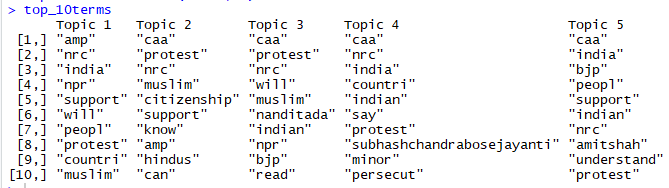 > top_10terms
Topic 1 Topic 2 Topic 3 Topic 4 Topic 5
[1,] "amp" "caa" "caa" "caa" "caa"
[2,] "nrc" "protest" "protest" "nrc" "india"
[3,] "india" "nrc" "nrc" "india" "bjp"
[4,] "npr" "muslim" "will" "countri" "peopl"
[5,] "support" "citizenship" "muslim" "indian" "support"
[6,] "will" "support" "nanditada" "say" "indian"
[7,] "peopl" "know" "indian" "protest" "nrc"
[8,] "protest" "amp" "npr" "subhashchandrabosejayanti" "amitshah"
[9,] "countri" "hindus" "bjp" "minor" "understand"
[10,] "muslim" "can" "read" "persecut" "protest"